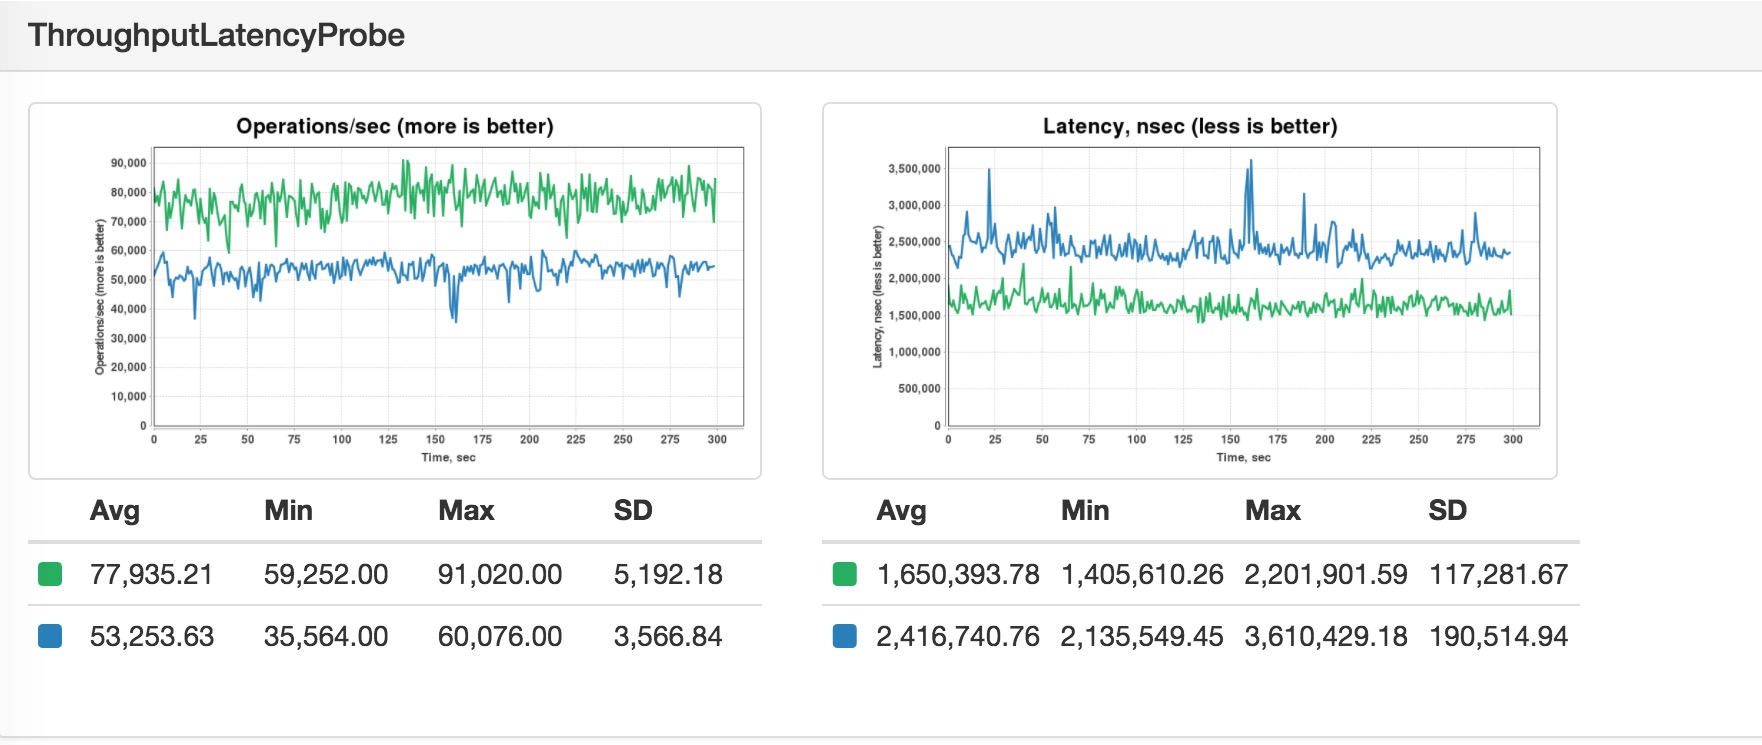 ThroughputLatencyProbe
Operations/sec (more is better)
90,000
80,000
70,000
60,000
50,000
40,000
30,000
20,000
10,000
0
Operations/sec (more is better)
0 25 50 75 100 125 150 175 200 225 250 275 300
Time, sec
Latency, nsec (less is better)
3,500,000
3,000,000
2,500,000
2,000,000
1,500,000
1,000,000
500,000
0
Latency, nsec (less is better)
0 25 50 75 100 125 150 175 200 225 250 275 300
Time, sec
Avg Min Max SD
77,935.21 59,252.00 91,020.00 5,192.18
53,253.63 35,564.00 60,076.00 3,566.84
Avg Min Max SD
1,650,393.78 1,405,610.26 2,201,901.59 117,281.67
2,416,740.76 2,135,549.45 3,610,429.18 190,514.94